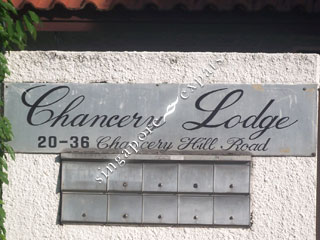 Chancery Lodge
20-36 Chancery Hill Road
singapore expats